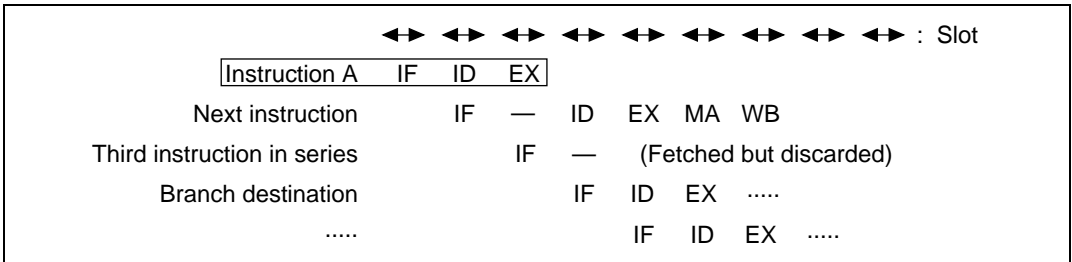 : Slot
Instruction A IF ID EX
Next instruction IF — ID EX MA WB
Third instruction in series IF — (Fetched but discarded)
Branch destination IF ID EX .....
..... IF ID EX .....